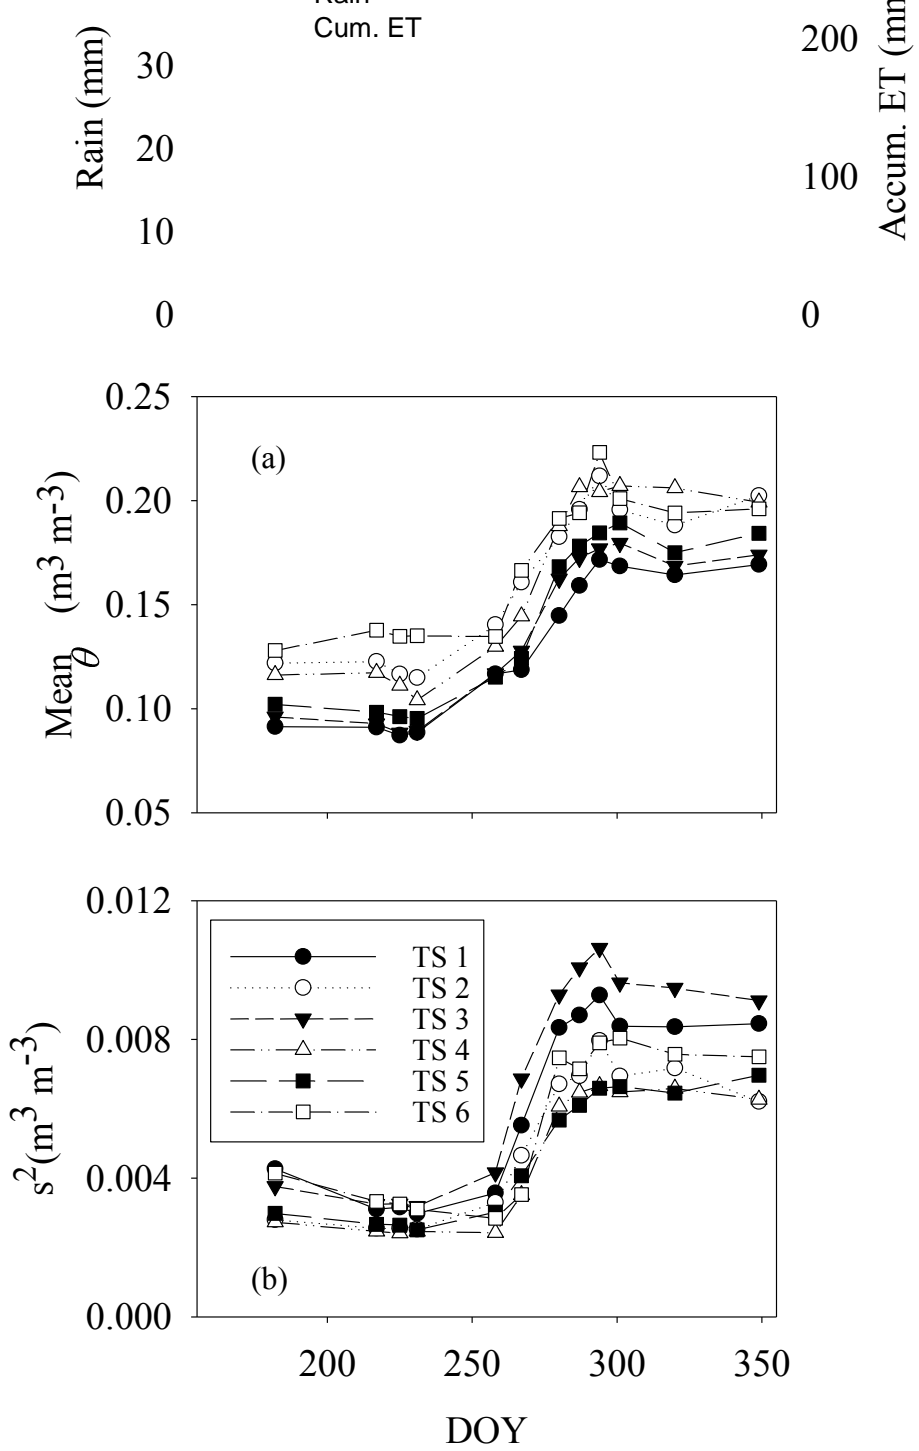 Rain
Cum. ET
Rain (mm)
30
20
10
0
Accum. ET (mm
200
100
0
Mean θ (m³ m⁻³)
0.25
(a)
0.20
0.15
0.10
0.05
s²(m³ m⁻³)
0.012
0.008
0.004
0.000
TS 1
TS 2
TS 3
TS 4
TS 5
TS 6
(b)
200 250 300 350
DOY